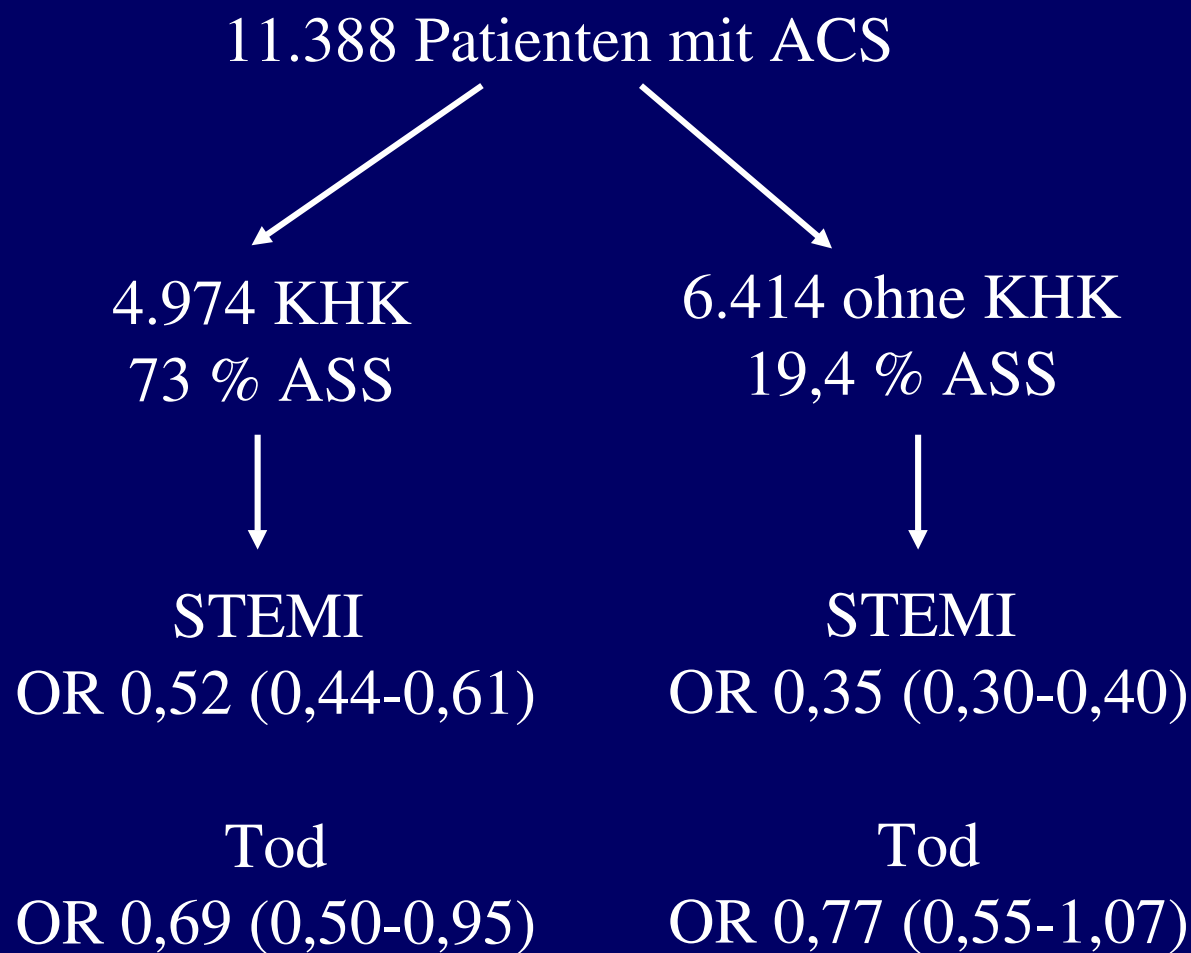 11.388 Patienten mit ACS
4.974 KHK
73 % ASS
6.414 ohne KHK
19,4 % ASS
STEMI
OR 0,52 (0,44-0,61)
STEMI
OR 0,35 (0,30-0,40)
Tod
OR 0,69 (0,50-0,95)
Tod
OR 0,77 (0,55-1,07)